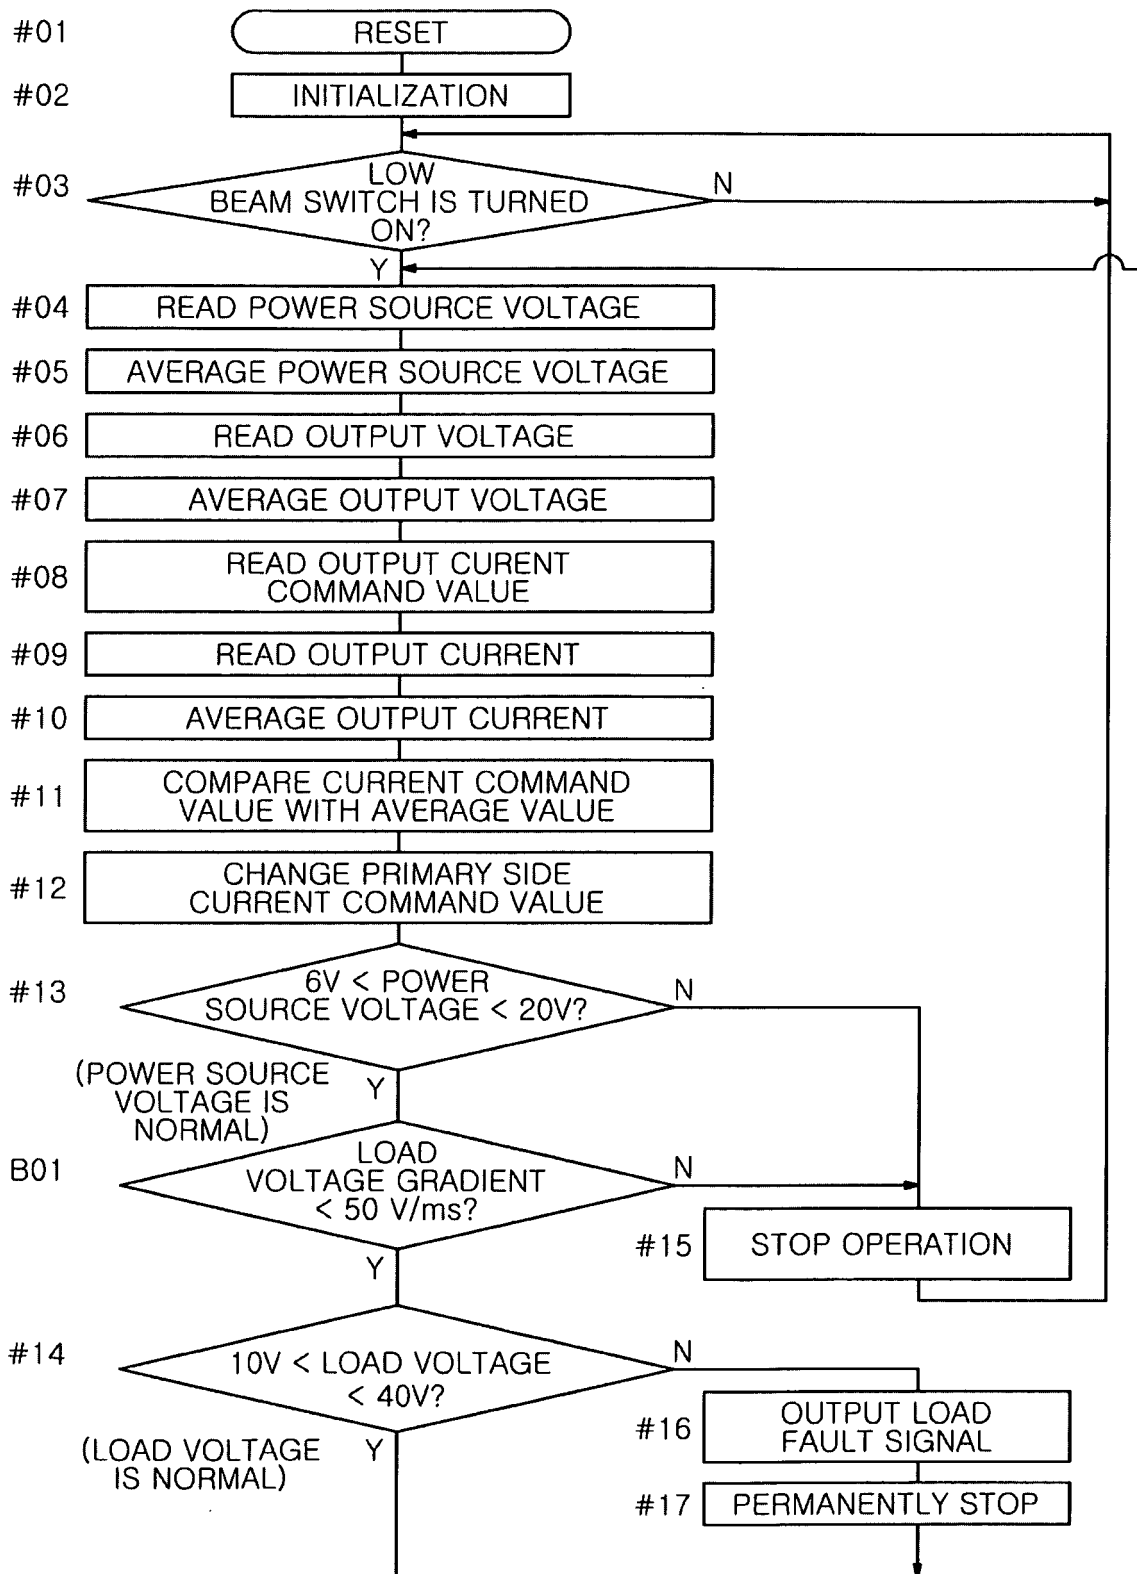 #01
RESET
#02
INITIALIZATION
#03
LOW
BEAM SWITCH IS TURNED
ON?
N
Y
#04
READ POWER SOURCE VOLTAGE
#05
AVERAGE POWER SOURCE VOLTAGE
#06
READ OUTPUT VOLTAGE
#07
AVERAGE OUTPUT VOLTAGE
#08
READ OUTPUT CURENT
COMMAND VALUE
#09
READ OUTPUT CURRENT
#10
AVERAGE OUTPUT CURRENT
#11
COMPARE CURRENT COMMAND
VALUE WITH AVERAGE VALUE
#12
CHANGE PRIMARY SIDE
CURRENT COMMAND VALUE
#13
6V < POWER
SOURCE VOLTAGE < 20V?
N
(POWER SOURCE
VOLTAGE IS
NORMAL)
Y
B01
LOAD
VOLTAGE GRADIENT
< 50 V/ms?
N
Y
#15
STOP OPERATION
#14
10V < LOAD VOLTAGE
< 40V?
N
(LOAD VOLTAGE
IS NORMAL)
Y
#16
OUTPUT LOAD
FAULT SIGNAL
#17
PERMANENTLY STOP